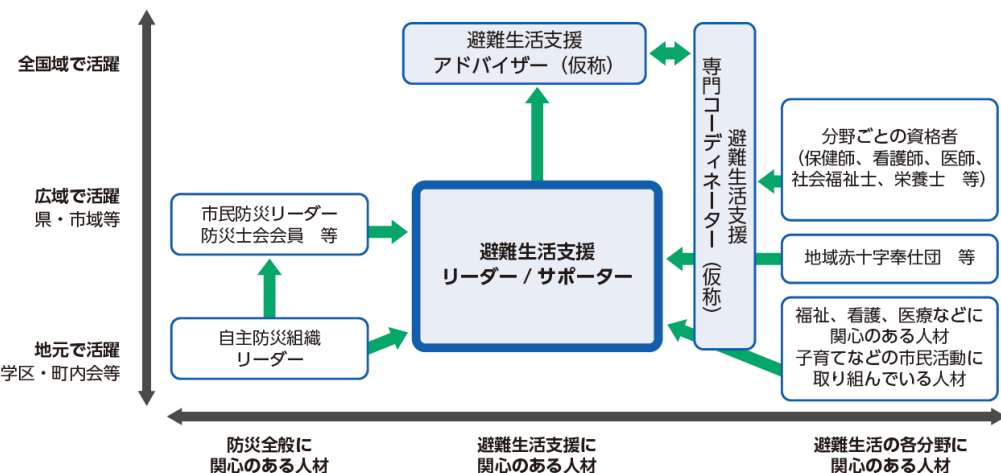 全国域で活躍
広域で活躍
県・市域等
地元で活躍
学区・町内会等
避難生活支援
アドバイザー（仮称）
避難生活支援
専門コーディネーター（仮称）
分野ごとの資格者
（保健師、看護師、医師、
社会福祉士、栄養士　等）
市民防災リーダー
防災士会会員　等
避難生活支援
リーダー / サポーター
地域赤十字奉仕団　等
自主防災組織
リーダー
福祉、看護、医療などに
関心のある人材
子育てなどの市民活動に
取り組んでいる人材
防災全般に
関心のある人材
避難生活支援に
関心のある人材
避難生活の各分野に
関心のある人材